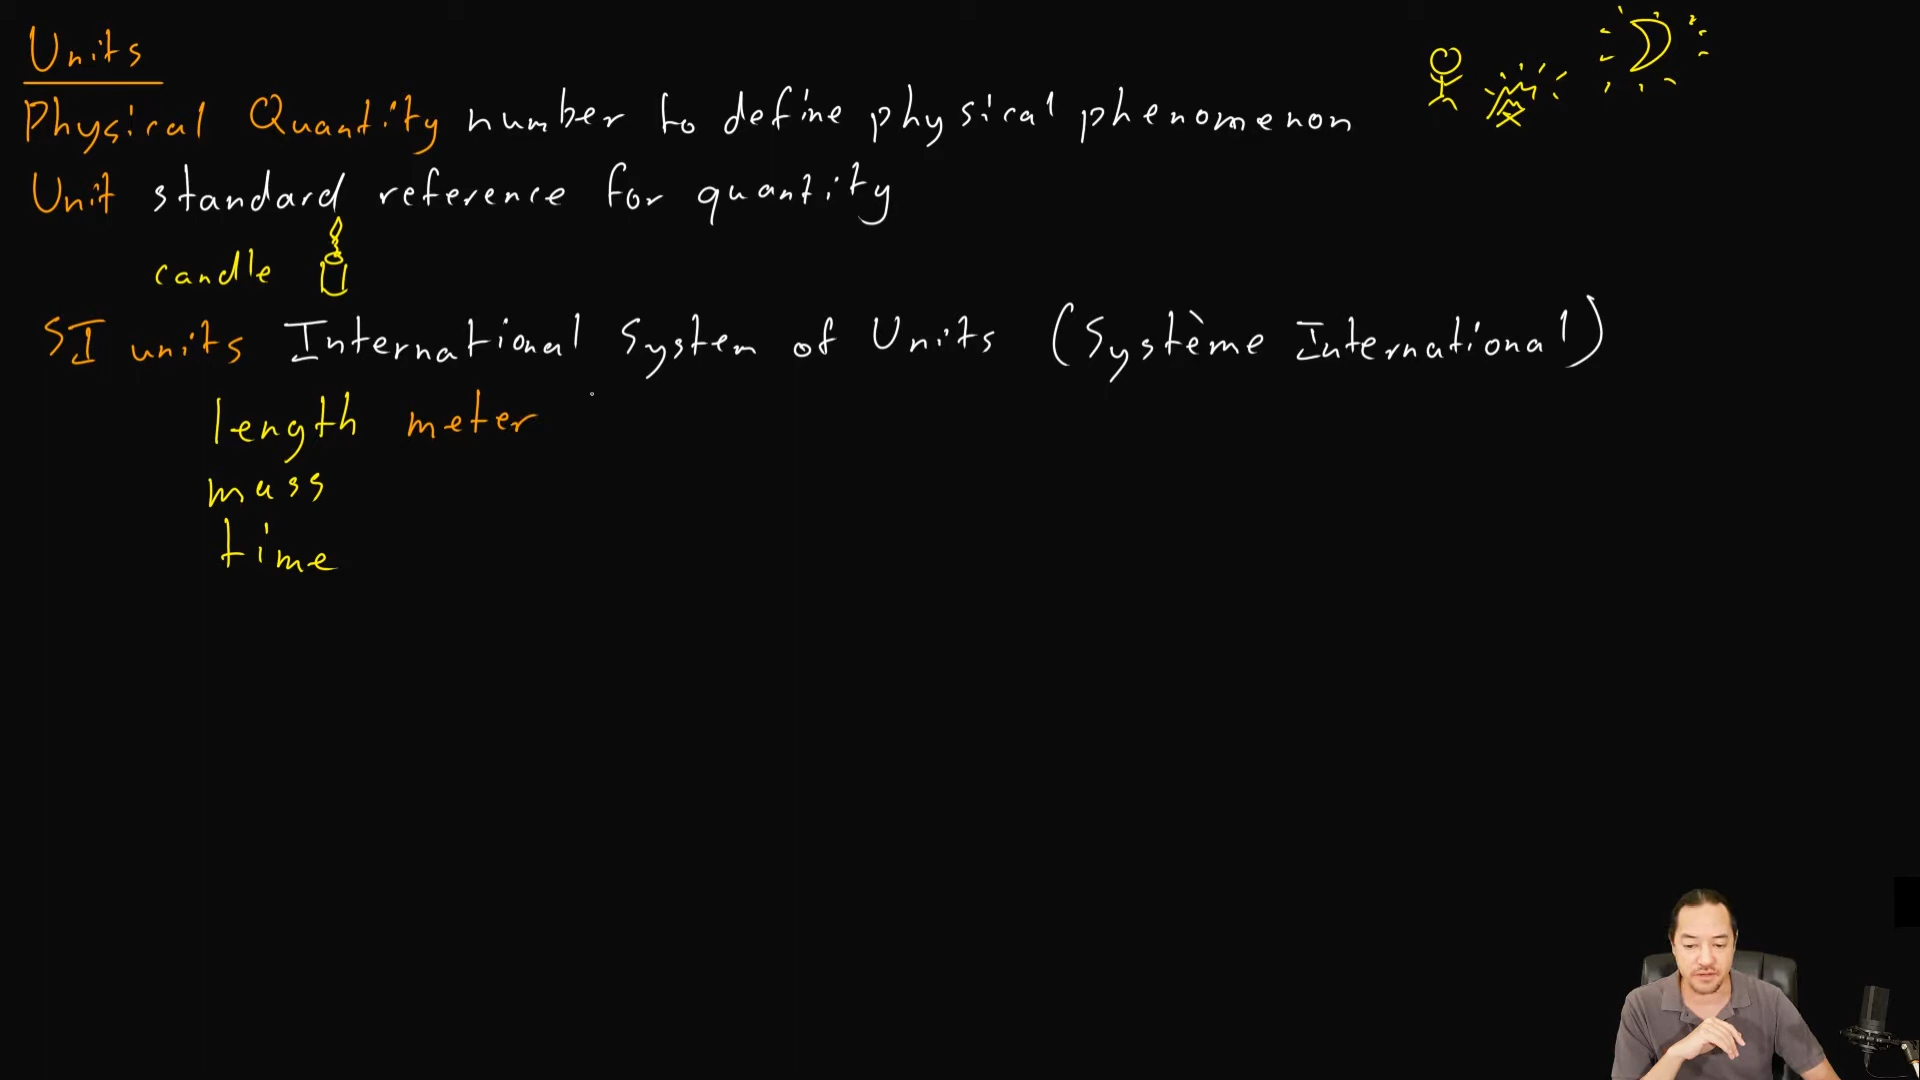 Units
Physical Quantity number to define physical phenomenon
Unit standard reference for quantity
candle
SI units International System of Units (Système International)
length meter
mass
time